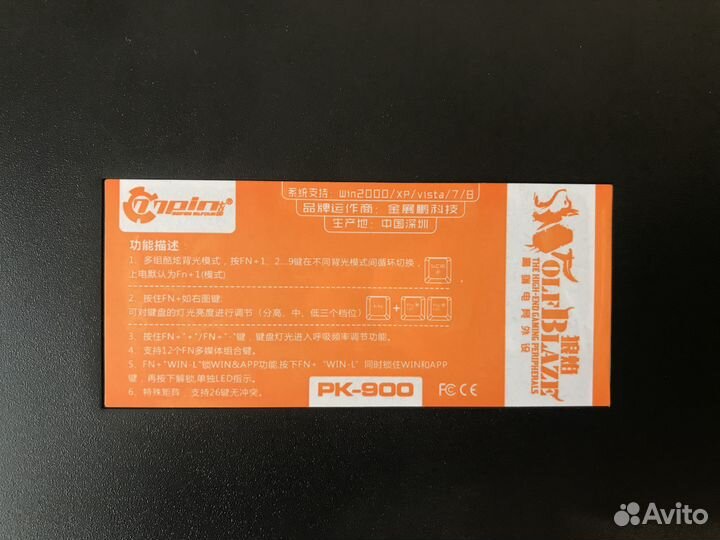 mpin®
系统支持：Win2000/XP/vista/7/8
品牌运作商：金展鹏科技
生产地：中国深圳
功能描述：
1、多组酷炫背光模式，按FN+1、2...9键在不同背光模式间循环切换，
上电默认为Fn+1(模式)
2、按住FN+如右图键:
可对键盘的灯光亮度进行调节（分高、中、低三个档位）
3、按住FN+"+"/FN+"-"键，键盘灯光进入呼吸频率调节功能。
4、支持12个FN多媒体组合键。
5、FN+"WIN-L"锁WIN&APP功能.按下FN+ "WIN-L" 同时锁住WIN和APP
键，再按下解锁,单独LED指示。
6、特殊矩阵，支持26键无冲突。
PK-900
FC CE
WOLF BLAZE
THE HIGH-END GAMING PERIPHERALS
高端电竞外设
狼焰
Avito